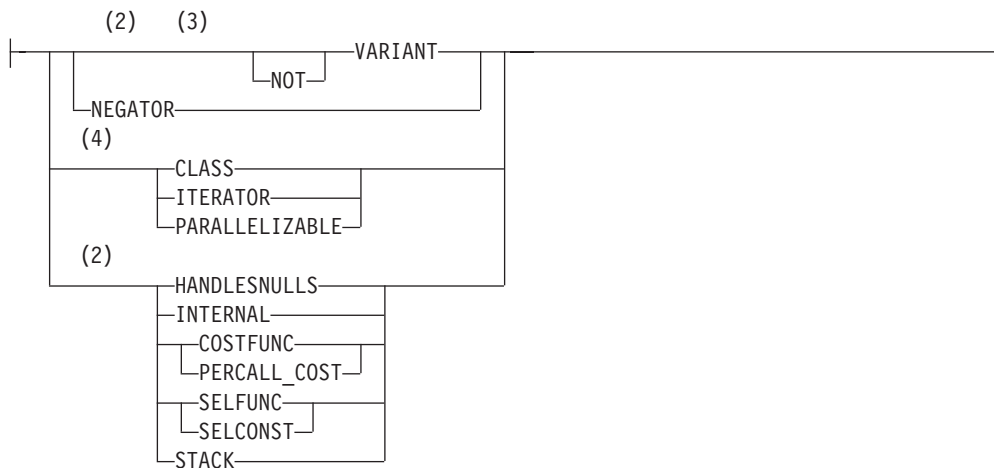 (2) (3)
VARIANT
NOT
NEGATOR
(4)
CLASS
ITERATOR
PARALLELIZABLE
(2)
HANDLESNULLS
INTERNAL
COSTFUNC
PERCALL_COST
SELFUNC
SELCONST
STACK